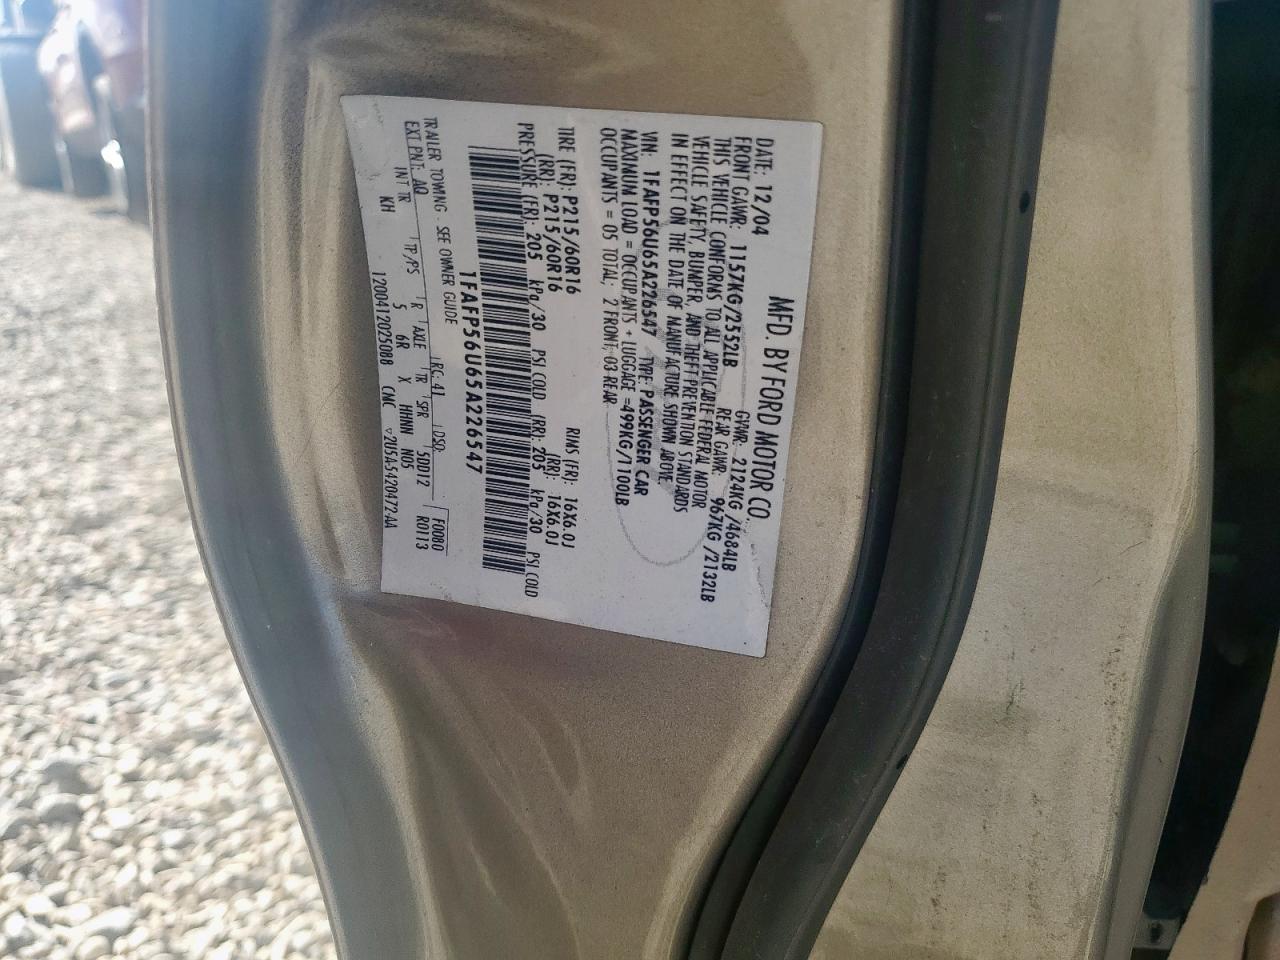 MFD. BY FORD MOTOR CO.
DATE: 12/04 GVWR: 2124KG /4684LB
FRONT GAWR: 1157KG/2552LB REAR GAWR: 967KG /2132LB
THIS VEHICLE CONFORMS TO ALL APPLICABLE FEDERAL MOTOR
VEHICLE SAFETY, BUMPER, AND THEFT PREVENTION STANDARDS
IN EFFECT ON THE DATE OF MANUFACTURE SHOWN ABOVE.
VIN: 1FAFP56U65A226547 TYPE: PASSENGER CAR
MAXIMUM LOAD = OCCUPANTS + LUGGAGE =499KG/1100LB
OCCUPANTS = 05 TOTAL: 2 FRONT, 03 REAR
TIRE (FR): P215/60R16 RIMS (FR): 16X6.0J
(RR): P215/60R16 (RR): 16X6.0J
PRESSURE (FR): 205 kPa/30 PSI COLD (RR): 205 kPa/30 PSI COLD
1FAFP56U65A226547
TRAILER TOWING - SEE OWNER GUIDE
EXT PNT: AQ RC: 41 DSO: F0080
INT TR TP/PS R AXLE TR SPR 5DD12 R0113
KH 5 6R X HHNN N05
1200412025088 CMC ▽2U5A5420472AA